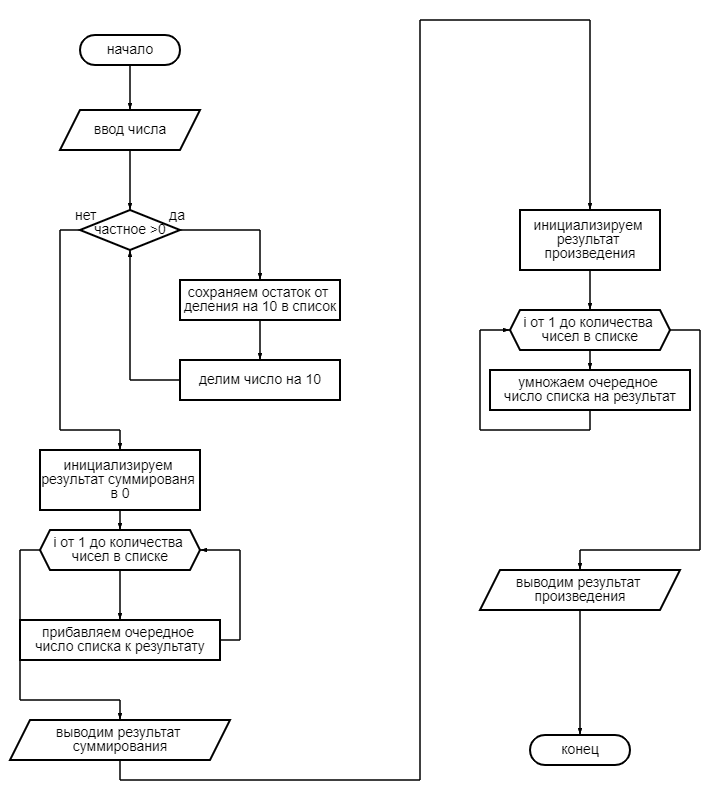 начало
ввод числа
нет
да
частное >0
сохраняем остаток от
деления на 10 в список
делим число на 10
инициализируем
результат суммированя
в 0
i от 1 до количества
чисел в списке
прибавляем очередное
число списка к результату
выводим результат
суммирования
инициализируем
результат
произведения
i от 1 до количества
чисел в списке
умножаем очередное
число списка на результат
выводим результат
произведения
конец